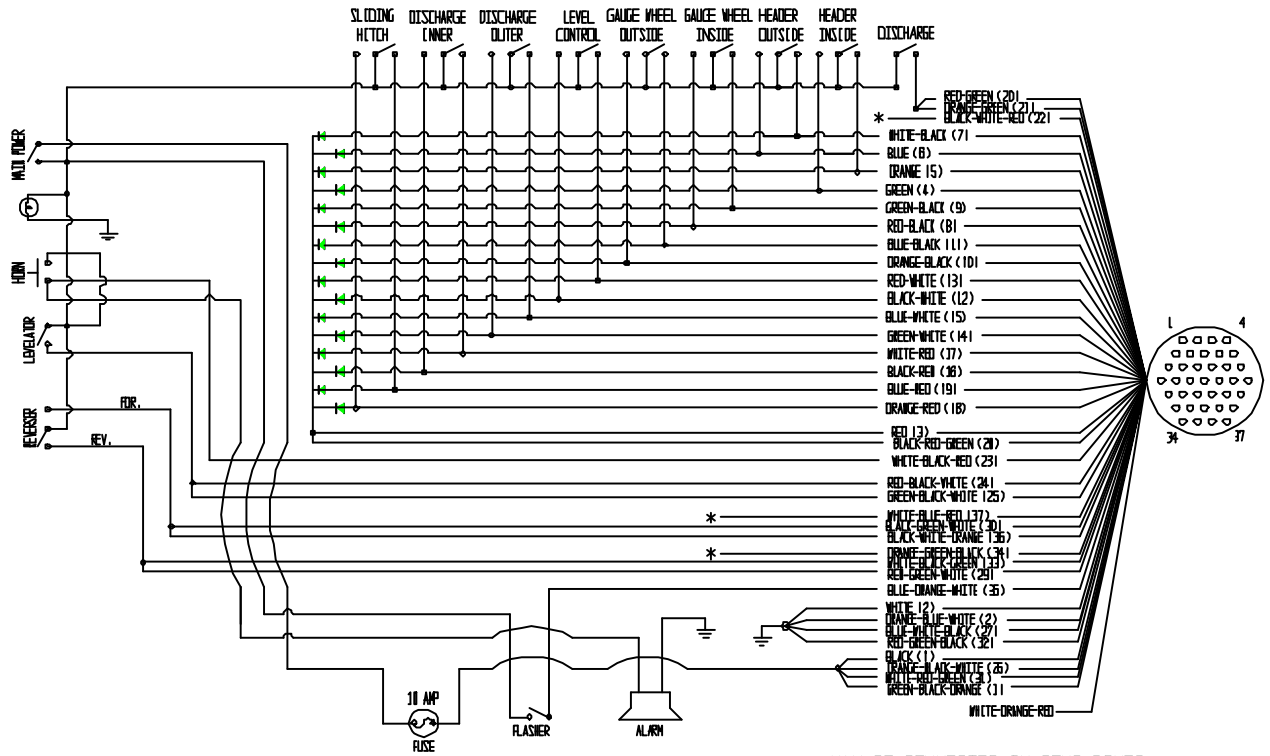 SLIDING HITCH
DISCHARGE INNER
DISCHARGE OUTER
LEVEL CONTROL
GAUGE WHEEL OUTSIDE
GAUGE WHEEL INSIDE
HEADER OUTSIDE
HEADER INSIDE
DISCHARGE
RED-GREEN (20)
ORANGE-GREEN (21)
* BLACK-WHITE-RED (22)
WHITE-BLACK (7)
BLUE (6)
ORANGE (5)
GREEN (4)
GREEN-BLACK (9)
RED-BLACK (8)
BLUE-BLACK (11)
ORANGE-BLACK (10)
RED-WHITE (13)
BLACK-WHITE (12)
BLUE-WHITE (15)
GREEN-WHITE (14)
WHITE-RED (17)
BLACK-RED (16)
BLUE-RED (19)
ORANGE-RED (18)
RED (3)
BLACK-RED-GREEN (28)
WHITE-BLACK-RED (23)
RED-BLACK-WHITE (24)
GREEN-BLACK-WHITE (25)
* WHITE-BLUE-RED (37)
BLACK-GREEN-WHITE (30)
BLACK-WHITE-ORANGE (36)
* ORANGE-GREEN-BLACK (34)
WHITE-BLACK-GREEN (33)
RED-GREEN-WHITE (29)
BLUE-ORANGE-WHITE (35)
WHITE (2)
ORANGE-BLUE-WHITE (2)
BLUE-WHITE-BLACK (27)
RED-GREEN-BLACK (32)
BLACK (1)
ORANGE-BLACK-WHITE (26)
WHITE-RED-GREEN (31)
GREEN-BLACK-ORANGE (1)
WHITE-ORANGE-RED
MAIN POWER
HORN
LEVELATOR
REVERSER
FOR.
REV.
1
4
34
37
10 AMP
FUSE
FLASHER
ALARM